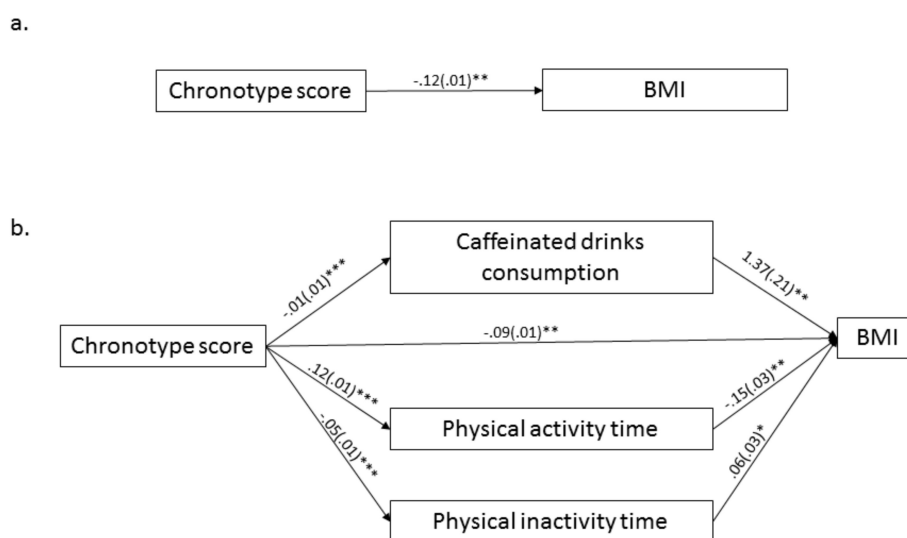 a.
-.12(.01)**
Chronotype score
BMI
b.
Caffeinated drinks
consumption
-.01(.01)***
1.37(.21)**
Chronotype score
-.09(.01)**
BMI
.12(.01)***
-.15(.03)**
Physical activity time
-.05(.01)***
.06(.03)*
Physical inactivity time